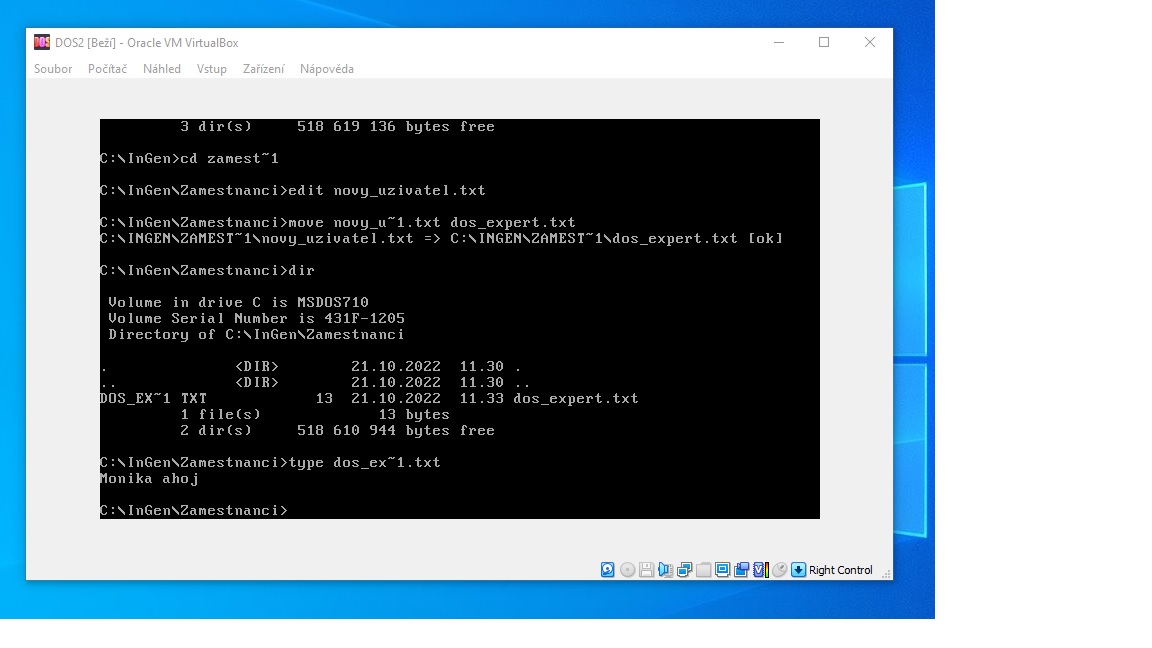 DOS2 [Beží] - Oracle VM VirtualBox
Soubor Počítač Náhled Vstup Zařízení Nápověda
3 dir(s) 518 619 136 bytes free
C:\InGen>cd zamest~1
C:\InGen\Zamestnanci>edit novy_uzivatel.txt
C:\InGen\Zamestnanci>move novy_u~1.txt dos_expert.txt
C:\INGEN\ZAMEST~1\novy_uzivatel.txt => C:\INGEN\ZAMEST~1\dos_expert.txt [ok]
C:\InGen\Zamestnanci>dir
Volume in drive C is MSDOS710
Volume Serial Number is 431F-1205
Directory of C:\InGen\Zamestnanci
. <DIR> 21.10.2022 11.30 .
.. <DIR> 21.10.2022 11.30 ..
DOS_EX~1 TXT 13 21.10.2022 11.33 dos_expert.txt
1 file(s) 13 bytes
2 dir(s) 518 610 944 bytes free
C:\InGen\Zamestnanci>type dos_ex~1.txt
Monika ahoj
C:\InGen\Zamestnanci>
Right Control